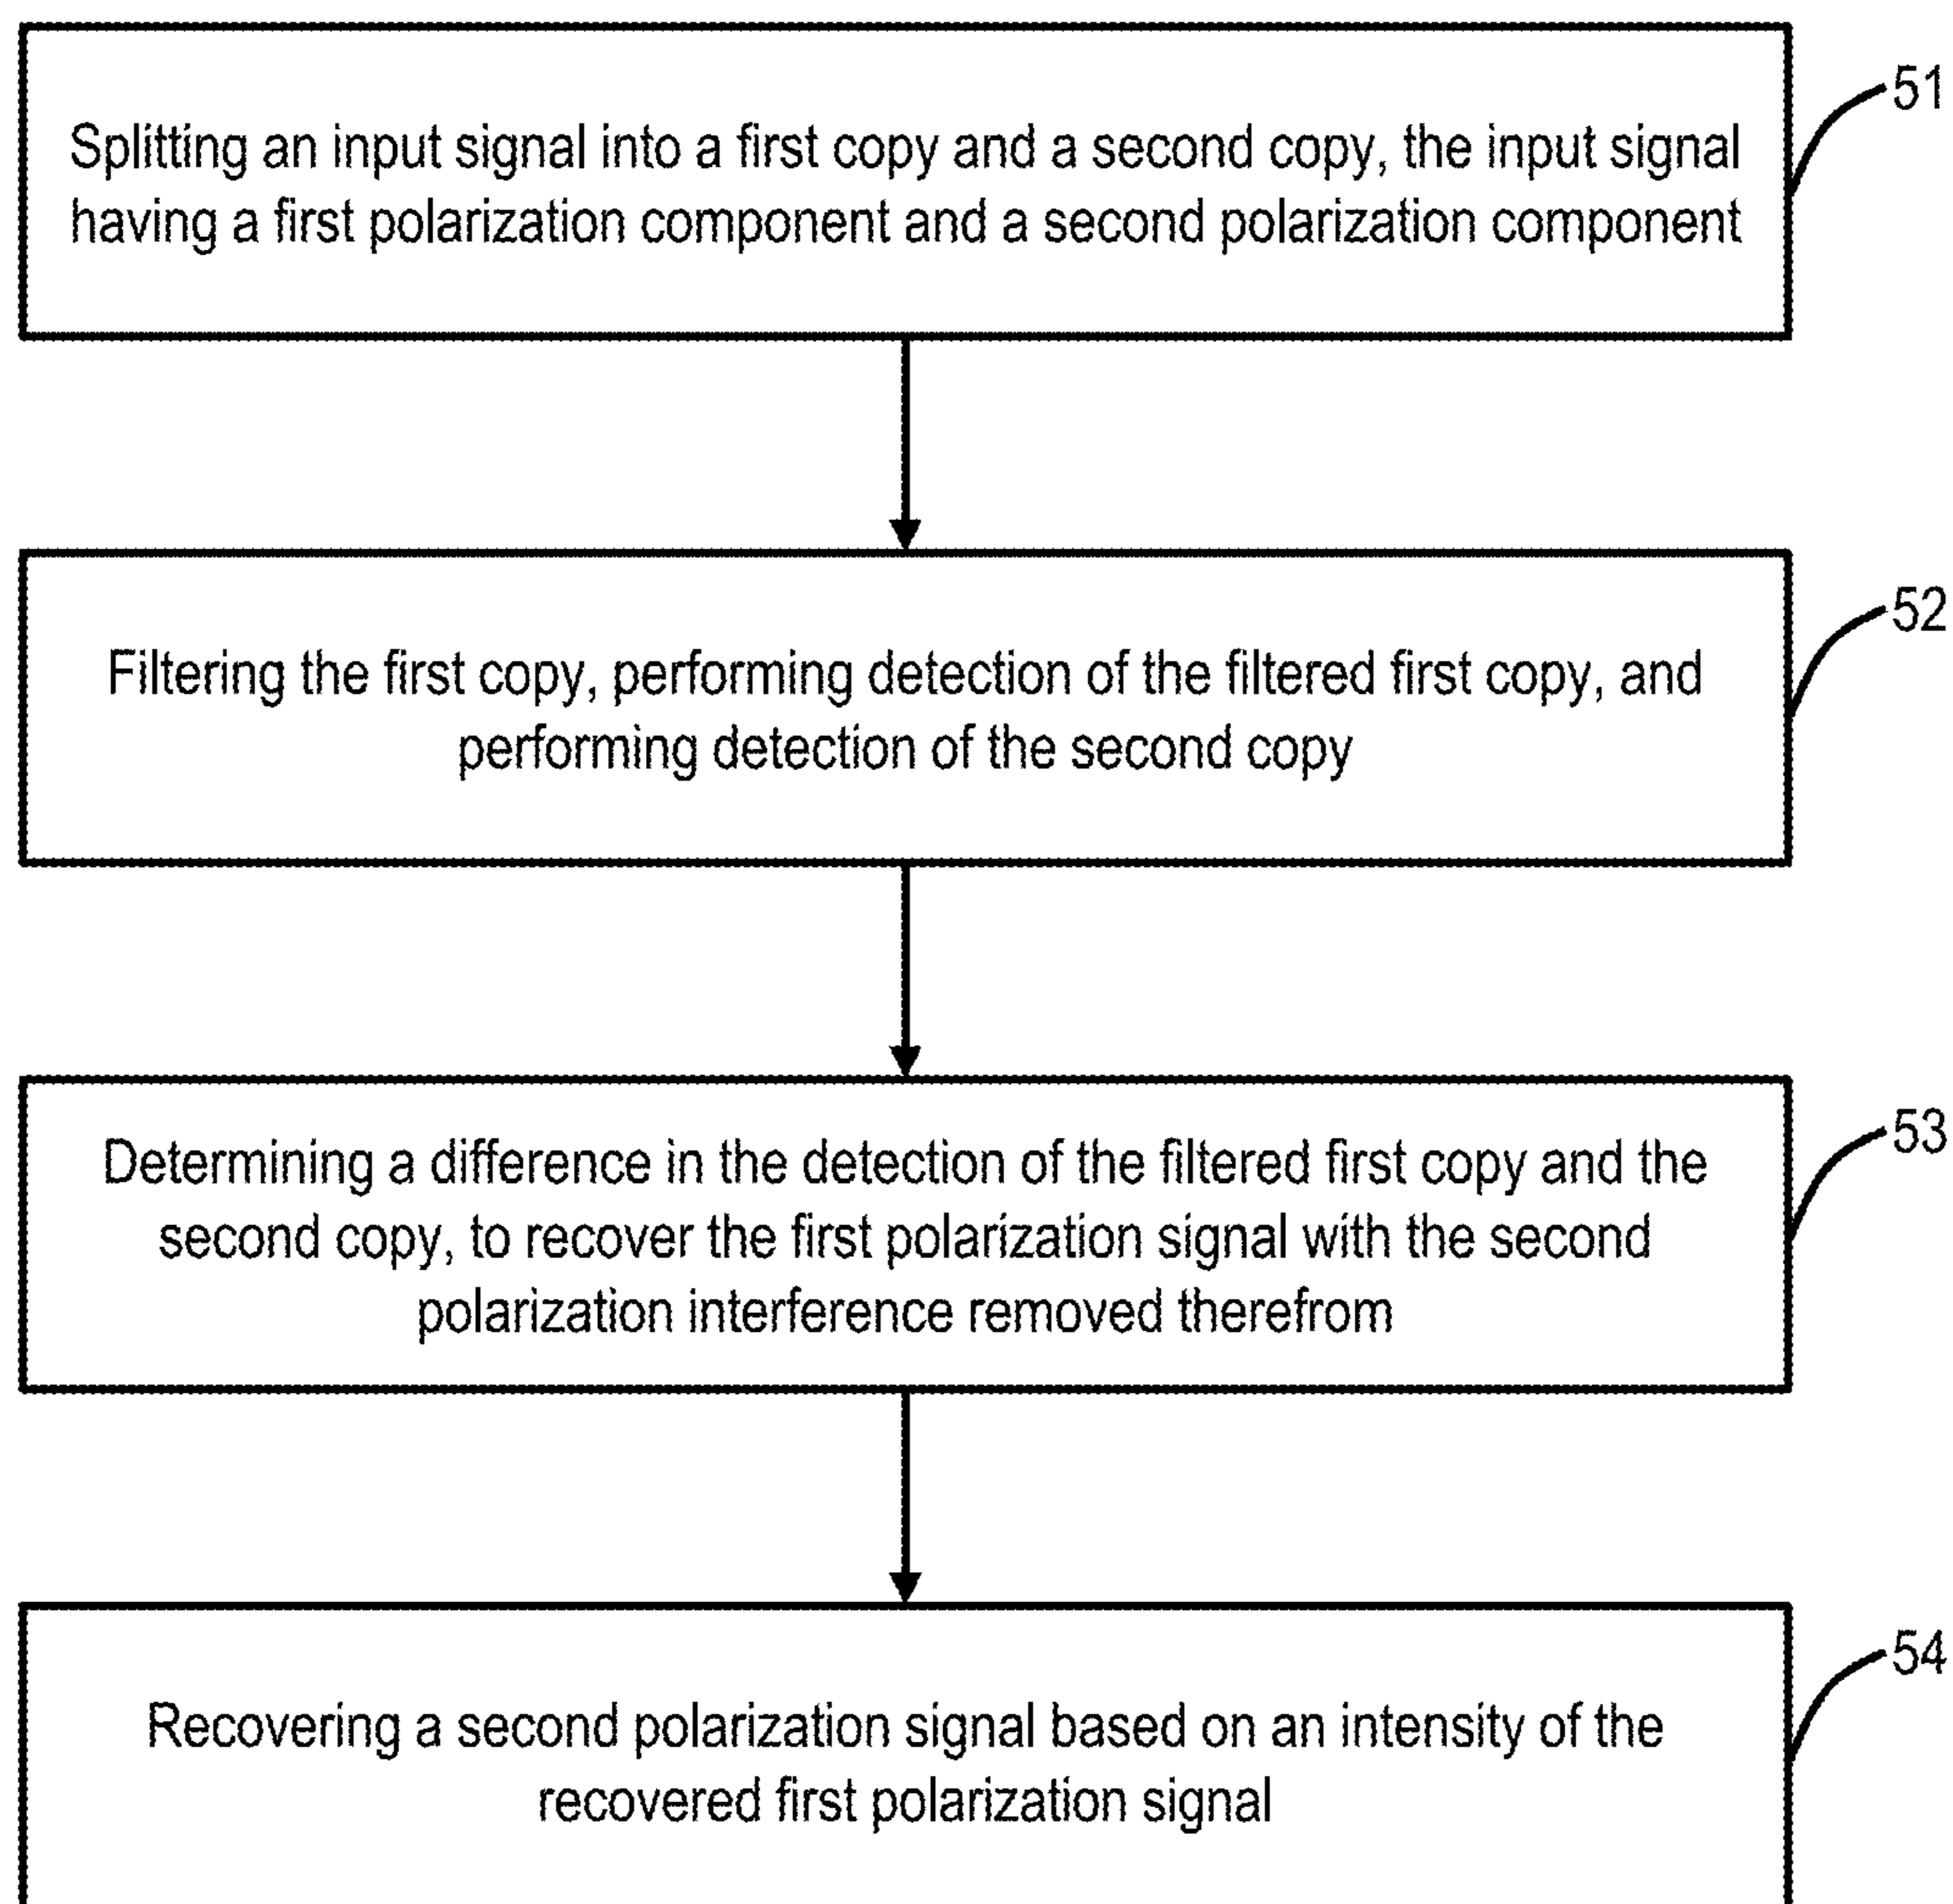 51
Splitting an input signal into a first copy and a second copy, the input signal
having a first polarization component and a second polarization component
52
Filtering the first copy, performing detection of the filtered first copy, and
performing detection of the second copy
53
Determining a difference in the detection of the filtered first copy and the
second copy, to recover the first polarization signal with the second
polarization interference removed therefrom
54
Recovering a second polarization signal based on an intensity of the
recovered first polarization signal